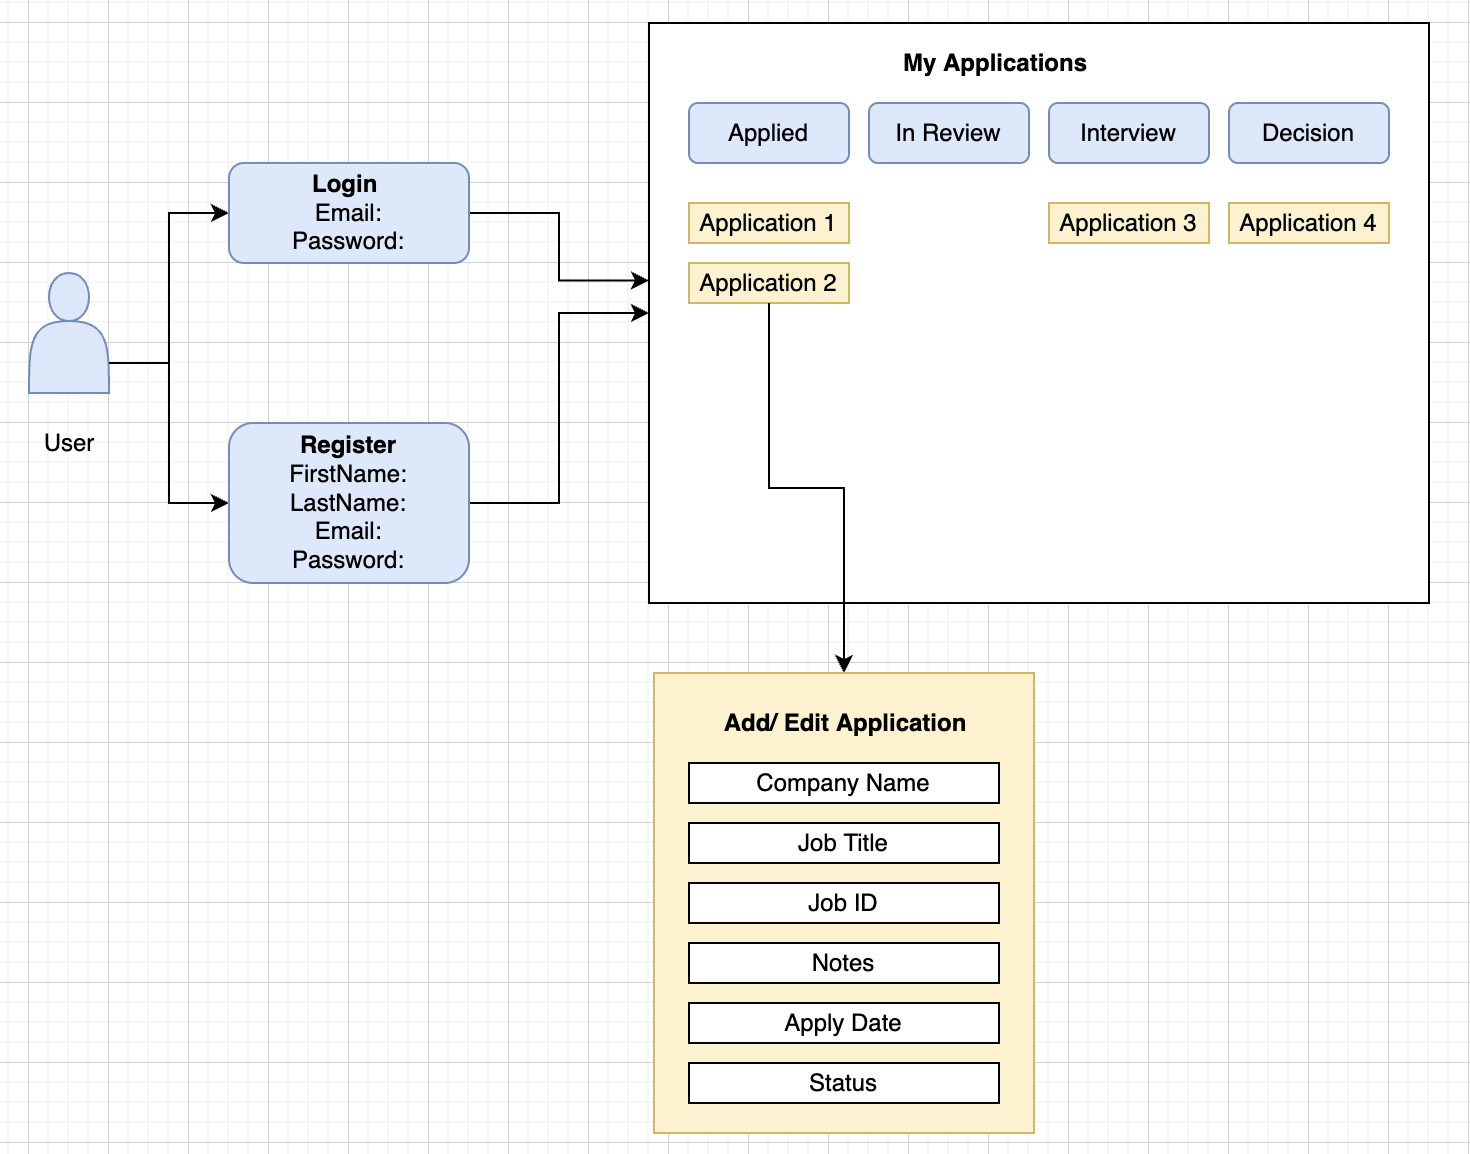 My Applications
Applied
In Review
Interview
Decision
Application 1
Application 3
Application 4
Application 2
Login
Email:
Password:
User
Register
FirstName:
LastName:
Email:
Password:
Add/ Edit Application
Company Name
Job Title
Job ID
Notes
Apply Date
Status